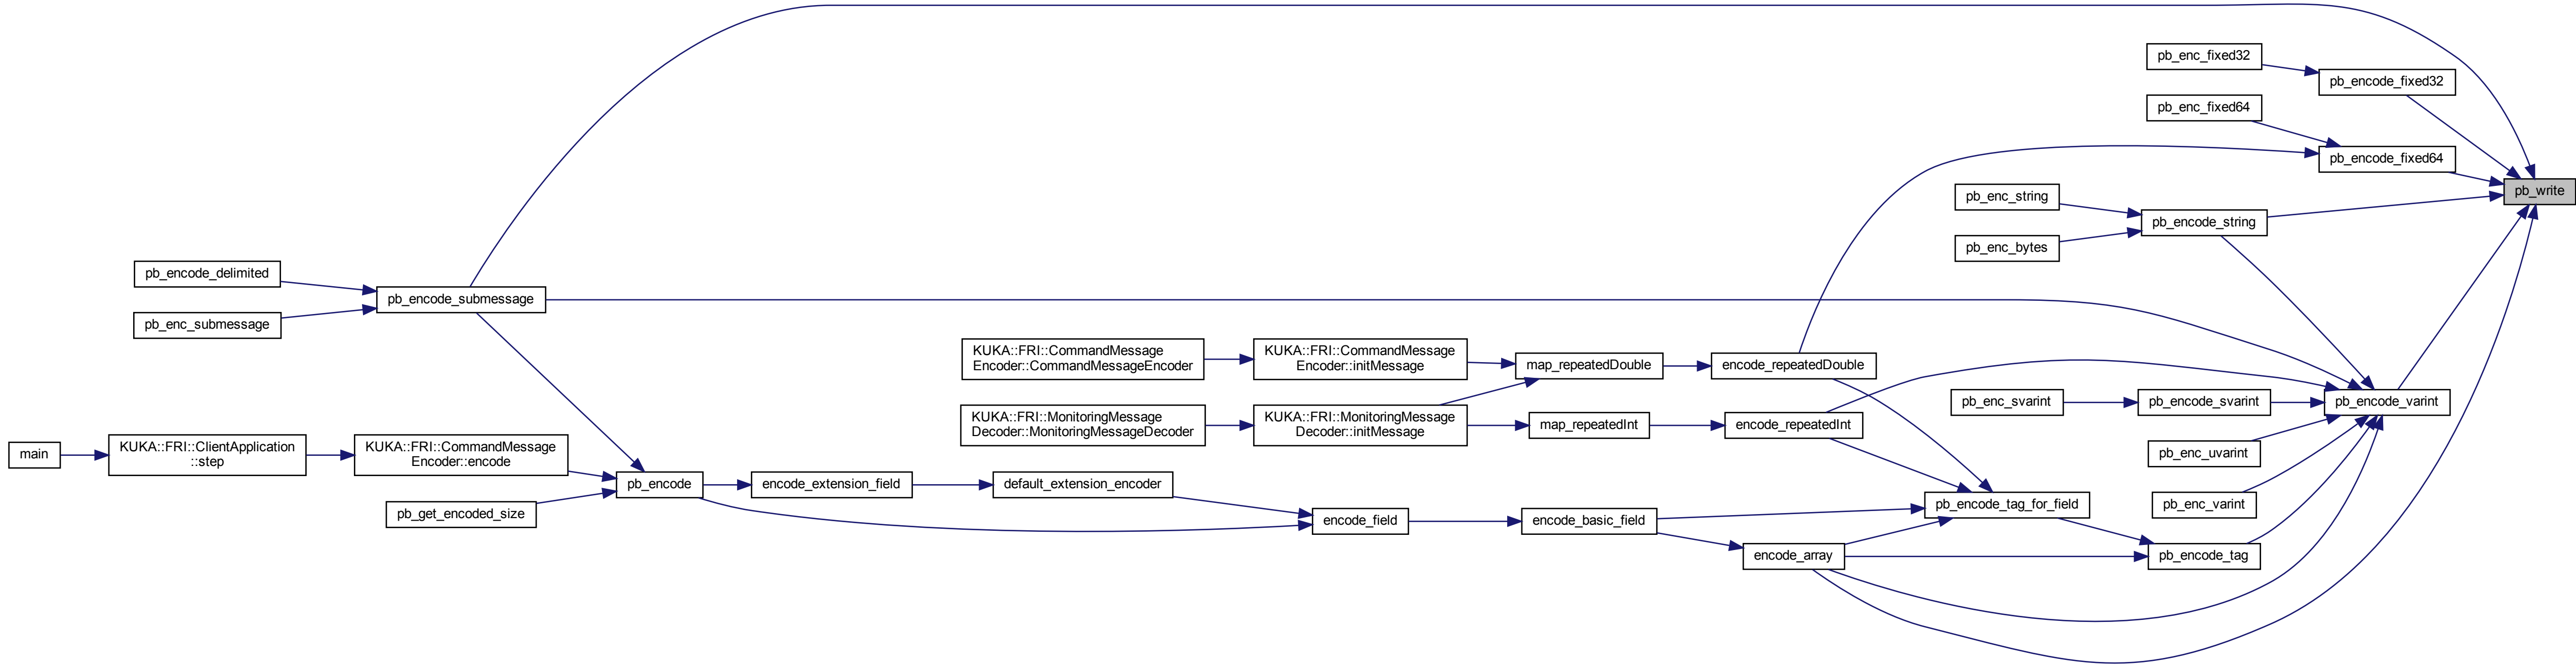 pb_enc_fixed32
pb_encode_fixed32
pb_enc_fixed64
pb_encode_fixed64
pb_write
pb_enc_string
pb_encode_string
pb_enc_bytes
pb_encode_delimited
pb_encode_submessage
pb_enc_submessage
KUKA::FRI::CommandMessage
Encoder::CommandMessageEncoder
KUKA::FRI::CommandMessage
Encoder::initMessage
map_repeatedDouble
encode_repeatedDouble
pb_enc_svarint
pb_encode_svarint
pb_encode_varint
KUKA::FRI::MonitoringMessage
Decoder::MonitoringMessageDecoder
KUKA::FRI::MonitoringMessage
Decoder::initMessage
map_repeatedInt
encode_repeatedInt
main
KUKA::FRI::ClientApplication
::step
KUKA::FRI::CommandMessage
Encoder::encode
pb_enc_uvarint
pb_encode
encode_extension_field
default_extension_encoder
pb_encode_tag_for_field
pb_enc_varint
pb_get_encoded_size
encode_field
encode_basic_field
encode_array
pb_encode_tag